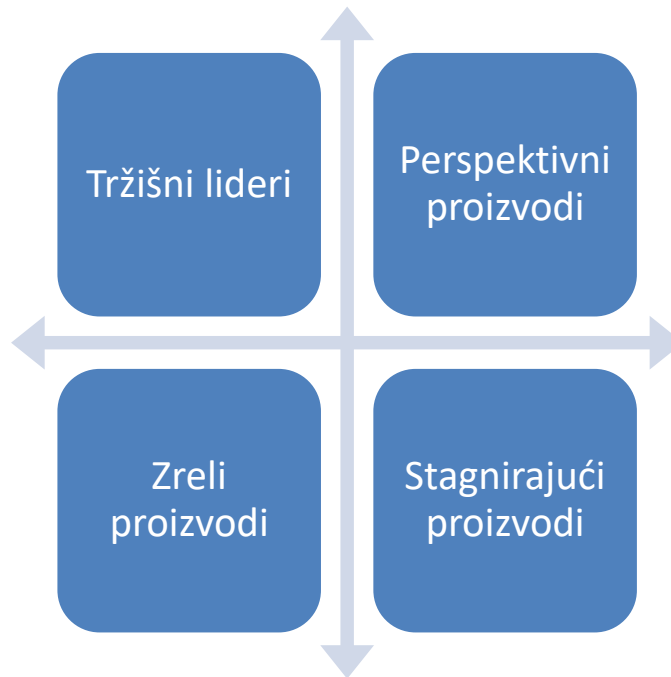 Tržišni lideri
Perspektivni
proizvodi
Zreli
proizvodi
Stagnirajući
proizvodi